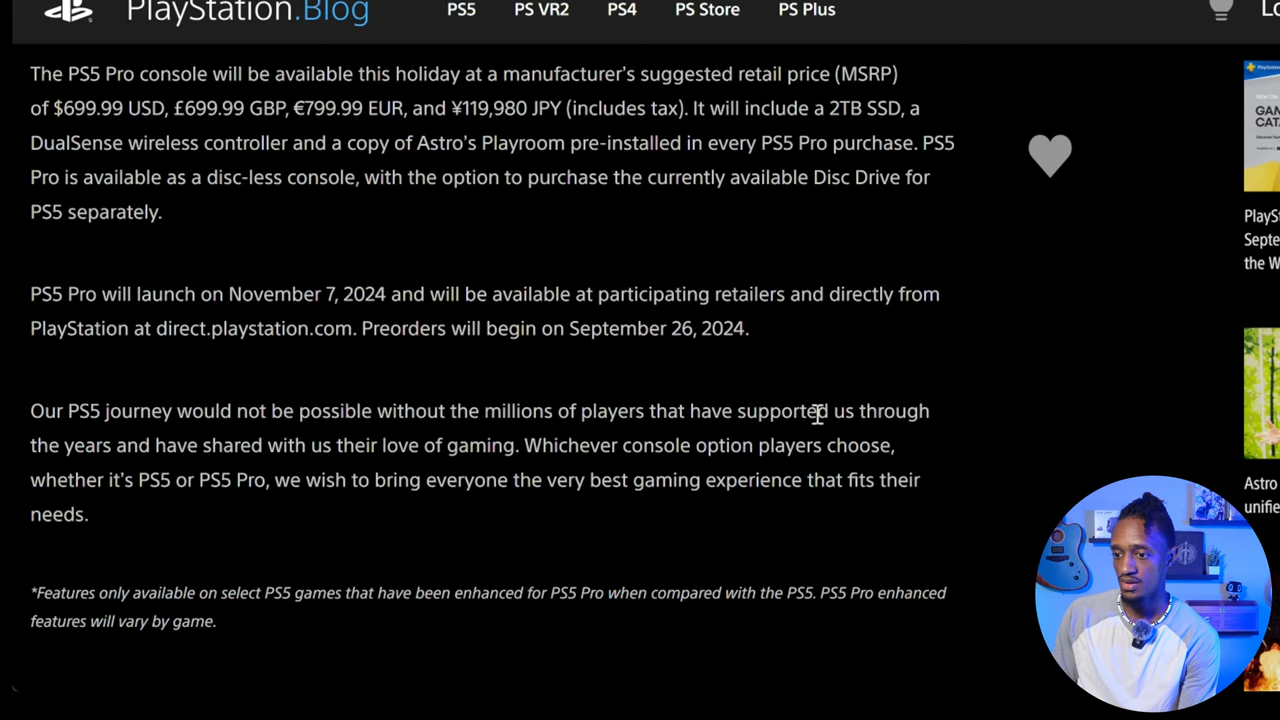 PlayStation.Blog
PS5 PS VR2 PS4 PS Store PS Plus
The PS5 Pro console will be available this holiday at a manufacturer's suggested retail price (MSRP)
of $699.99 USD, £699.99 GBP, €799.99 EUR, and ¥119,980 JPY (includes tax). It will include a 2TB SSD, a
DualSense wireless controller and a copy of Astro's Playroom pre-installed in every PS5 Pro purchase. PS5
Pro is available as a disc-less console, with the option to purchase the currently available Disc Drive for
PS5 separately.
PS5 Pro will launch on November 7, 2024 and will be available at participating retailers and directly from
PlayStation at direct.playstation.com. Preorders will begin on September 26, 2024.
Our PS5 journey would not be possible without the millions of players that have supported us through
the years and have shared with us their love of gaming. Whichever console option players choose,
whether it's PS5 or PS5 Pro, we wish to bring everyone the very best gaming experience that fits their
needs.
*Features only available on select PS5 games that have been enhanced for PS5 Pro when compared with the PS5. PS5 Pro enhanced
features will vary by game.
the W
Astro